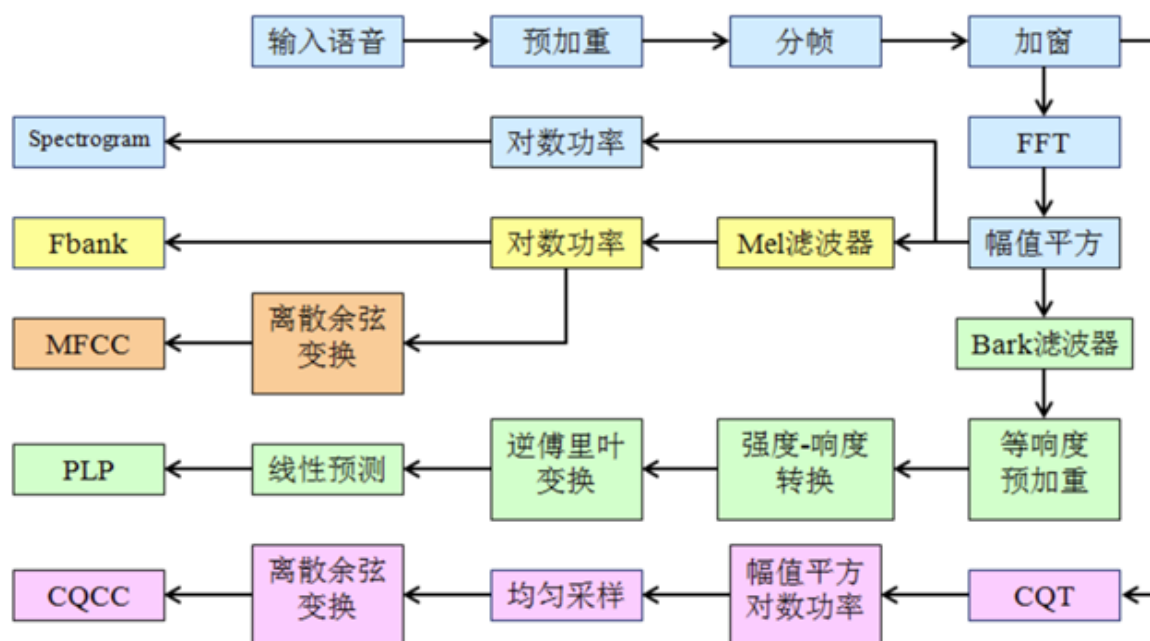 输入语音
预加重
分帧
加窗
Spectrogram
对数功率
FFT
Fbank
对数功率
Mel滤波器
幅值平方
MFCC
离散余弦
变换
Bark滤波器
PLP
线性预测
逆傅里叶
变换
强度-响度
转换
等响度
预加重
CQCC
离散余弦
变换
均匀采样
幅值平方
对数功率
CQT